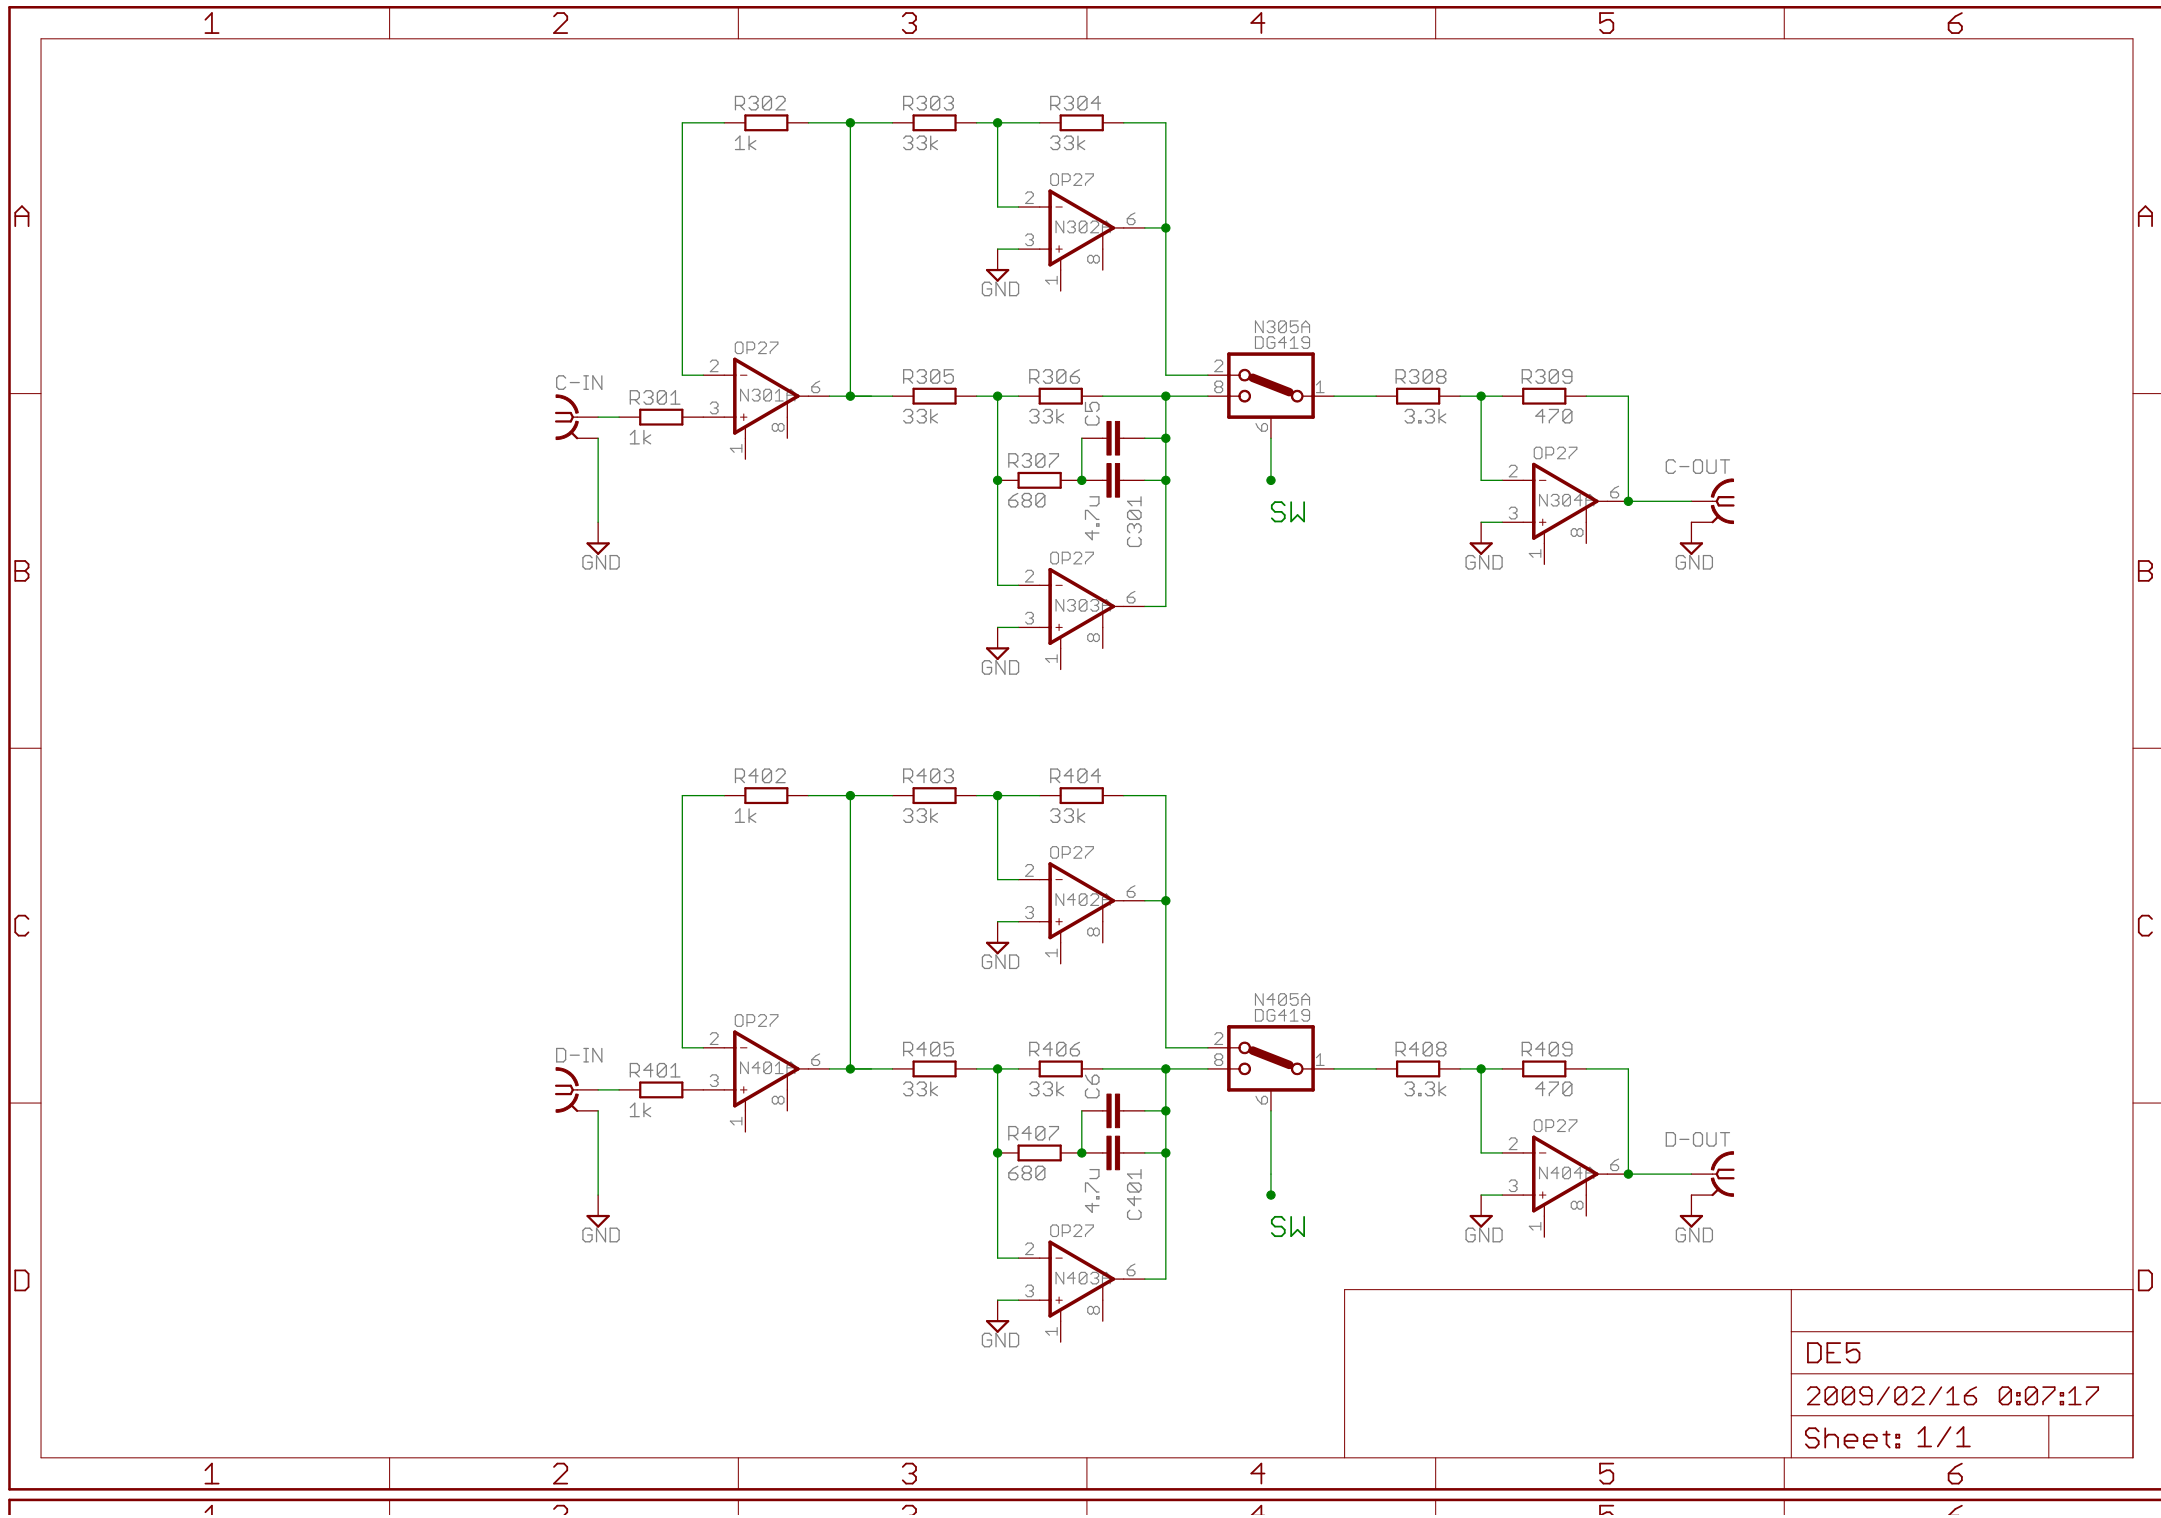 1 2 3 4 5 6
R302 R303 R304
1k 33k 33k
OP27
2 6
A N302 A
3
1 8
GND
N305A
DG419
OP27
2 2
C-IN R301 6 R305 R306 8 1 R308 R309
N301
3 33k 33k C5 3.3k 470
1k 1 8 6
OP27
R307 2 C-OUT
680 SW N304 6
4.7u C301 3
1 8
GND OP27 GND GND
B 2 B
N303 6
3
1 8
GND
R402 R403 R404
1k 33k 33k
OP27
2 6
N402
C 3 C
1 8
GND
N405A
DG419
OP27
2 2
D-IN R401 6 R405 R406 8 1 R408 R409
N401
3 33k 33k C6 3.3k 470
1k 1 8 6
OP27
R407 2 D-OUT
680 N404 6
4.7u C401 3
SW 1 8
GND OP27 GND GND
2
D N403 6 D
3
1 8
GND
DE5
2009/02/16 0:07:17
Sheet: 1/1
1 2 3 4 5 6